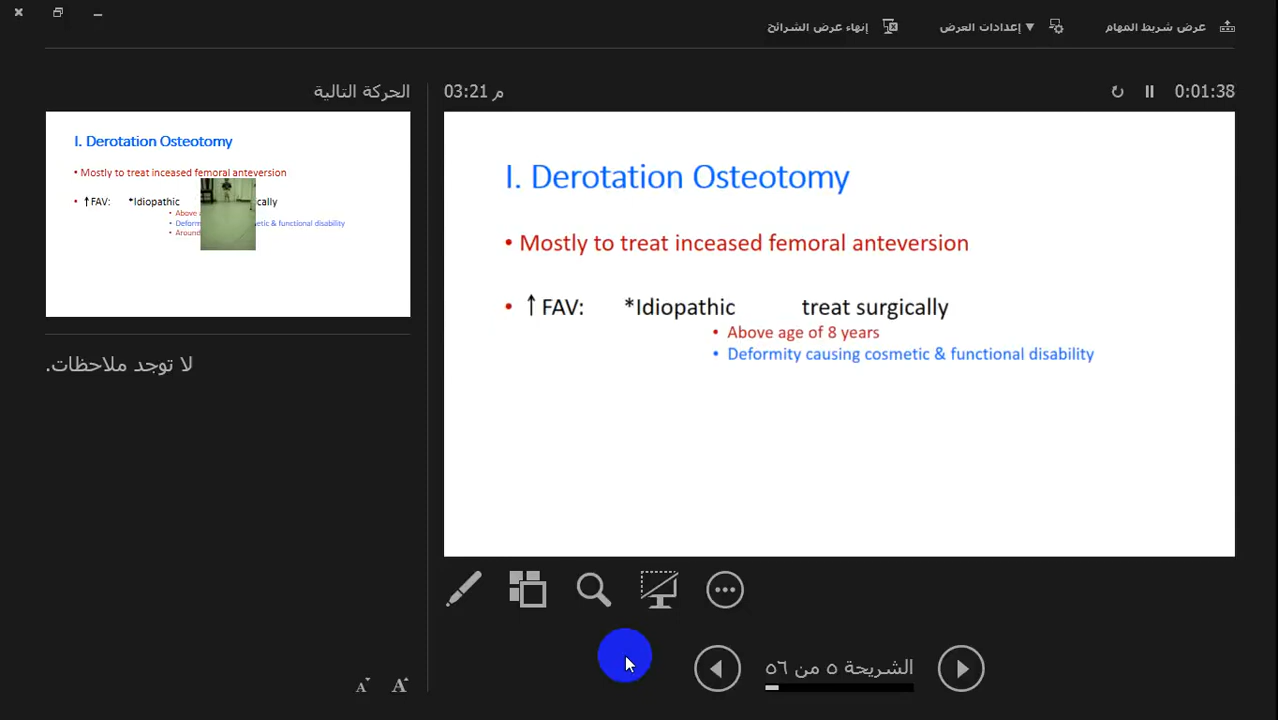 عرض شريط المهام
إعدادات العرض ▼
إنهاء عرض الشرائح
0:01:38
03:21 م
الحركة التالية
I. Derotation Osteotomy
• Mostly to treat inceased femoral anteversion
• ↑FAV: *Idiopathic treat surgically
• Above age of 8 years
• Deformity causing cosmetic & functional disability
I. Derotation Osteotomy
• Mostly to treat inceased femoral anteversion
• ↑FAV: *Idiopathic cally
• Above
• Deform etic & functional disability
• Around
لا توجد ملاحظات.
الشريحة ٥ من ٥٦
A A